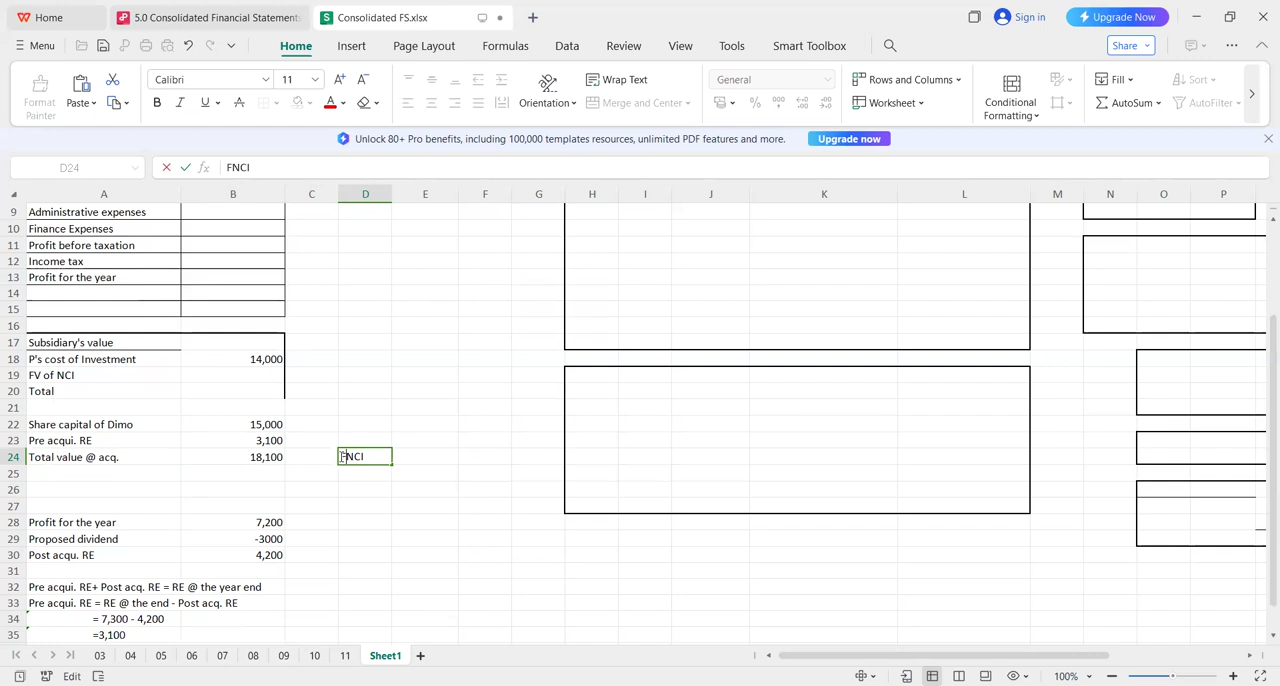 Home
5.0 Consolidated Financial Statements
Consolidated FS.xlsx
Sign in
Upgrade Now
Menu
Home Insert Page Layout Formulas Data Review View Tools Smart Toolbox
Share
Format Painter
Paste
Calibri 11
Orientation
Wrap Text
Merge and Center
General
Rows and Columns
Worksheet
Conditional Formatting
Fill
AutoSum
Sort
AutoFilter
Unlock 80+ Pro benefits, including 100,000 templates resources, unlimited PDF features and more. Upgrade now
D24 fx FNCI
A B C D E F G H I J K L M N O P
9 Administrative expenses
10 Finance Expenses
11 Profit before taxation
12 Income tax
13 Profit for the year
14
15
16
17 Subsidiary's value
18 P's cost of Investment 14,000
19 FV of NCI
20 Total
21
22 Share capital of Dimo 15,000
23 Pre acqui. RE 3,100
24 Total value @ acq. 18,100 FNCI
25
26
27
28 Profit for the year 7,200
29 Proposed dividend -3000
30 Post acqu. RE 4,200
31
32 Pre acqui. RE+ Post acq. RE = RE @ the year end
33 Pre acqui. RE = RE @ the end - Post acq. RE
34 = 7,300 - 4,200
35 =3,100
03 04 05 06 07 08 09 10 11 Sheet1
Edit
100%